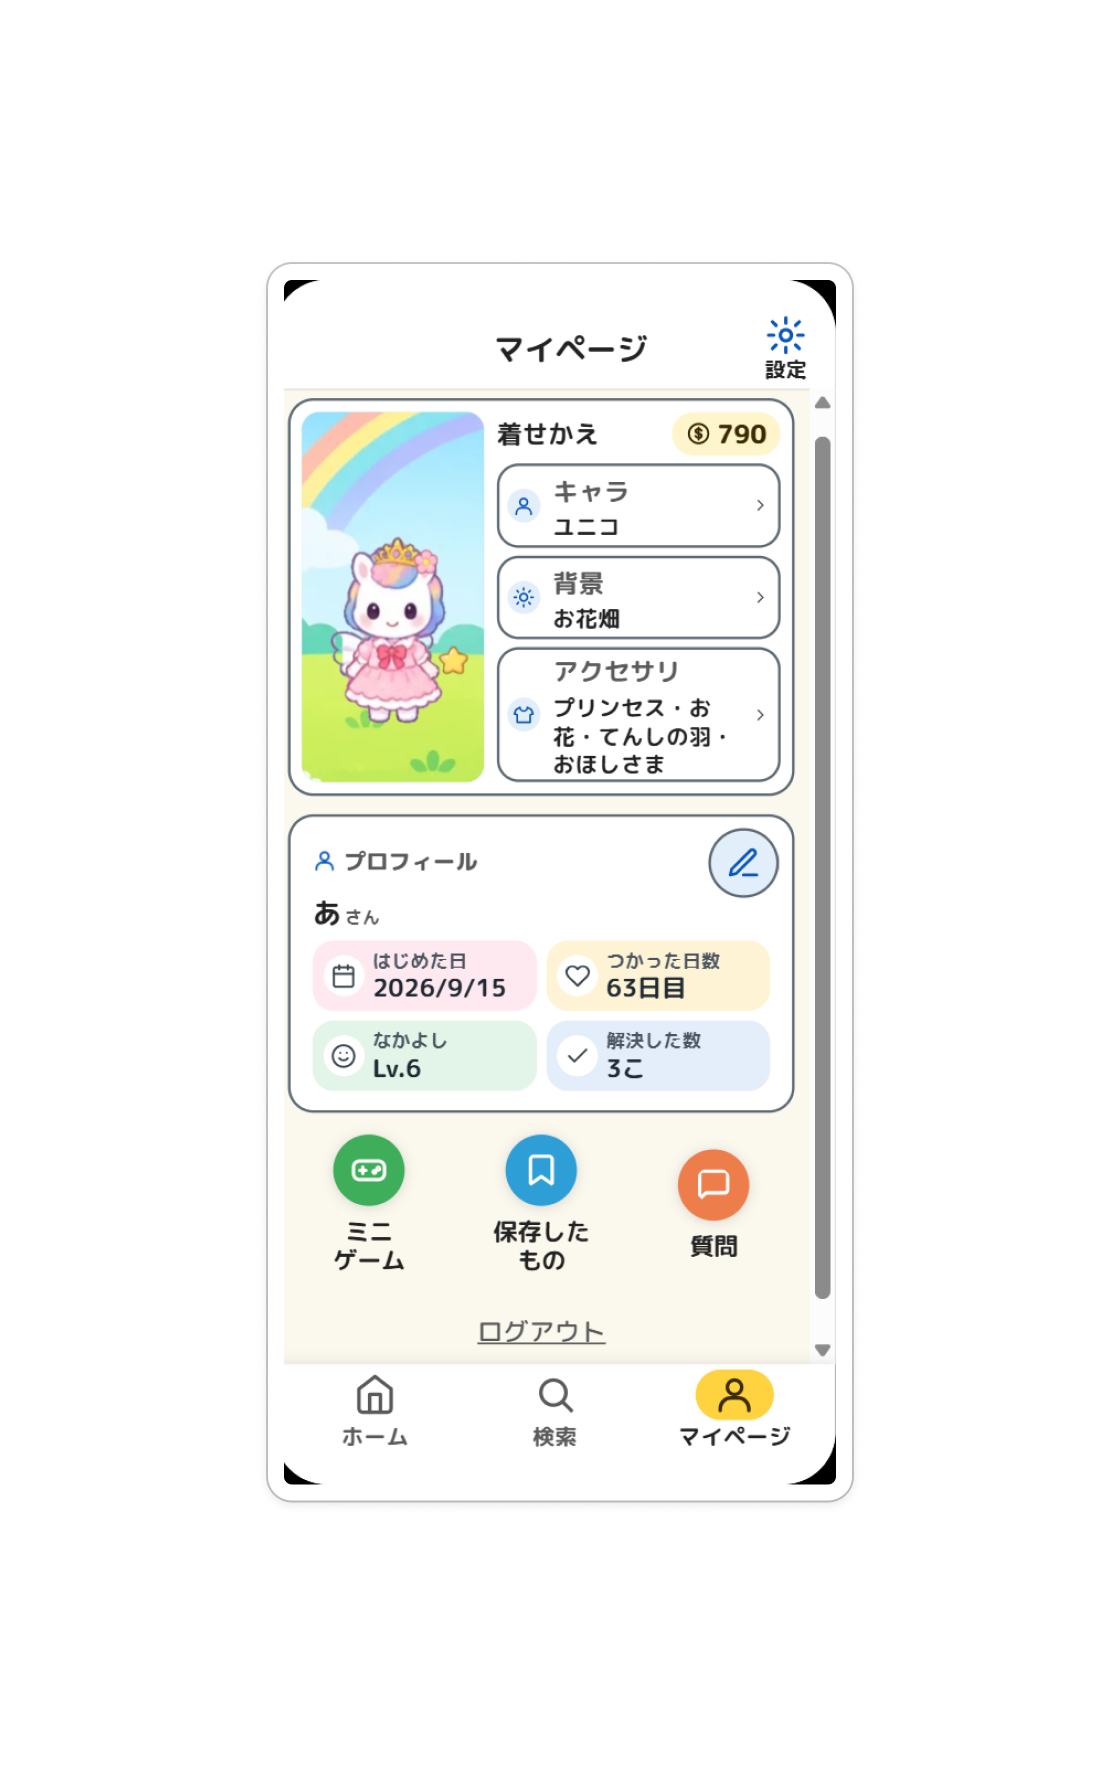 マイページ
設定
着せかえ
790
キャラ
ユニコ
背景
お花畑
アクセサリ
プリンセス・お
花・てんしの羽・
おほしさま
プロフィール
あ さん
はじめた日
2026/9/15
つかった日数
63日目
なかよし
Lv.6
解決した数
3こ
ミニ
ゲーム
保存した
もの
質問
ログアウト
ホーム
検索
マイページ